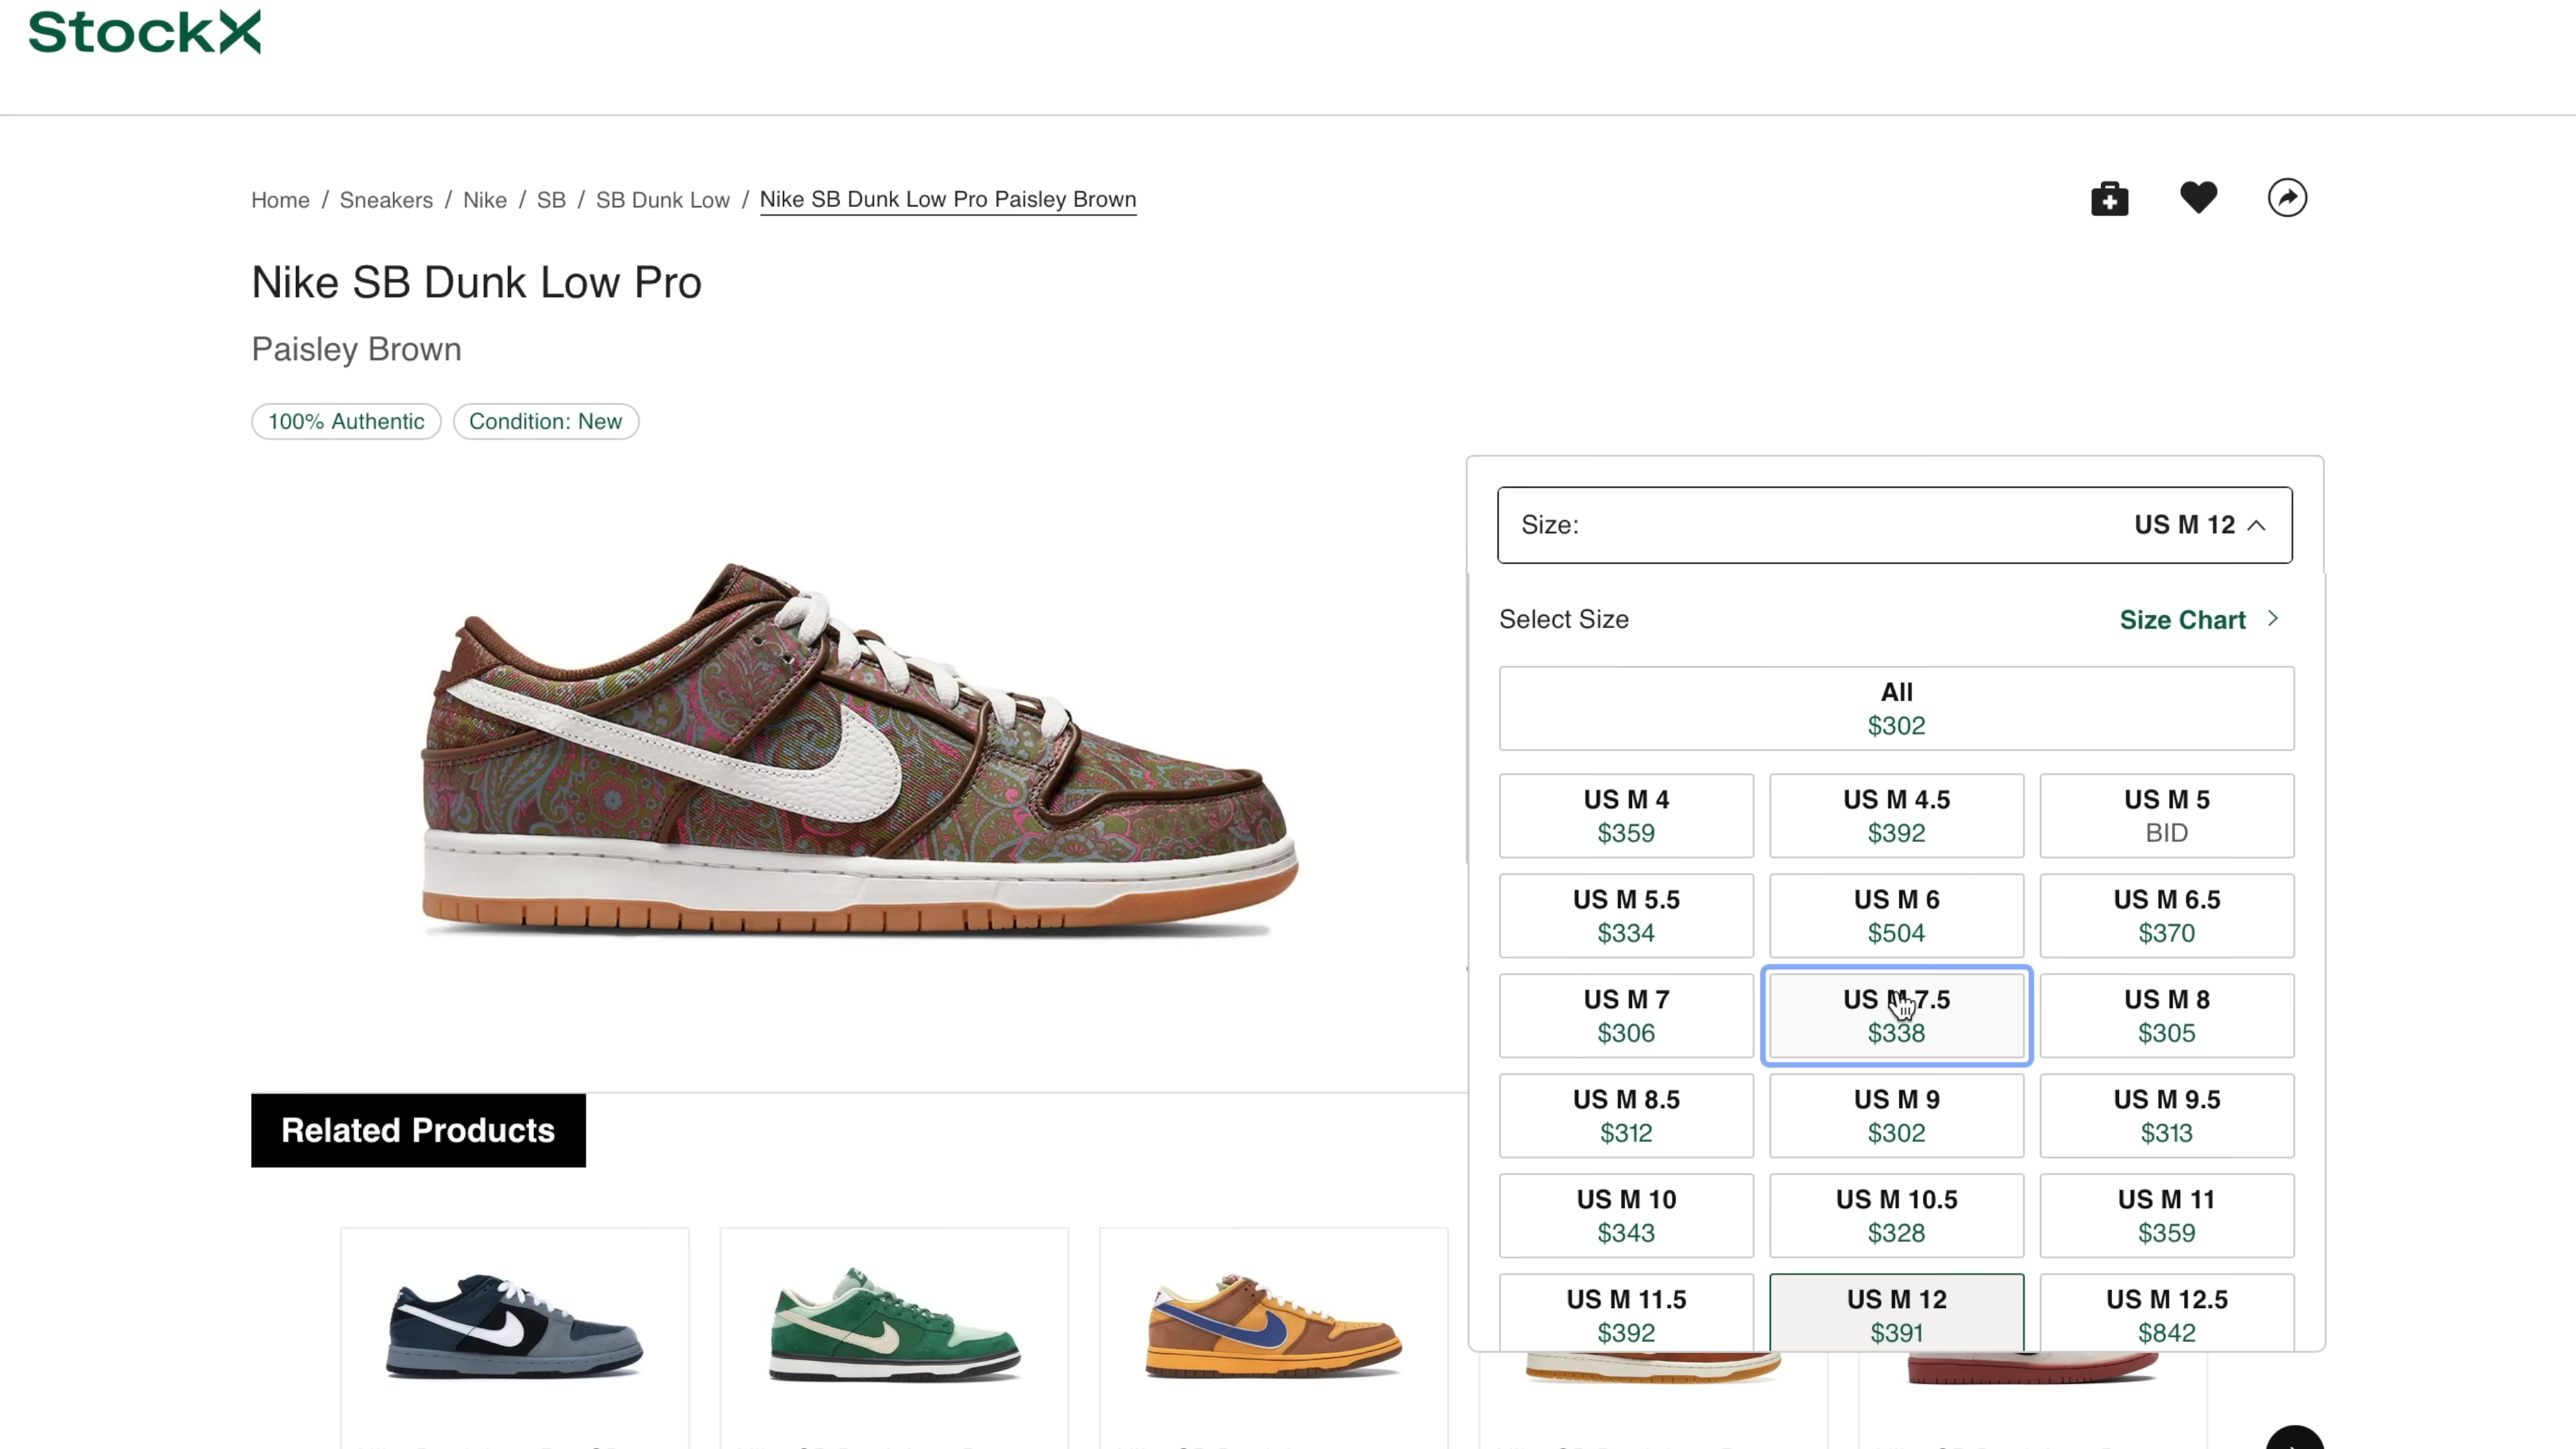 StockX
Home / Sneakers / Nike / SB / SB Dunk Low / Nike SB Dunk Low Pro Paisley Brown
Nike SB Dunk Low Pro
Paisley Brown
100% Authentic Condition: New
Size: US M 12
Select Size Size Chart
All
$302
US M 4 US M 4.5 US M 5
$359 $392 BID
US M 5.5 US M 6 US M 6.5
$334 $504 $370
US M 7 US M 7.5 US M 8
$306 $338 $305
US M 8.5 US M 9 US M 9.5
$312 $302 $313
US M 10 US M 10.5 US M 11
$343 $328 $359
US M 11.5 US M 12 US M 12.5
$392 $391 $842
Related Products